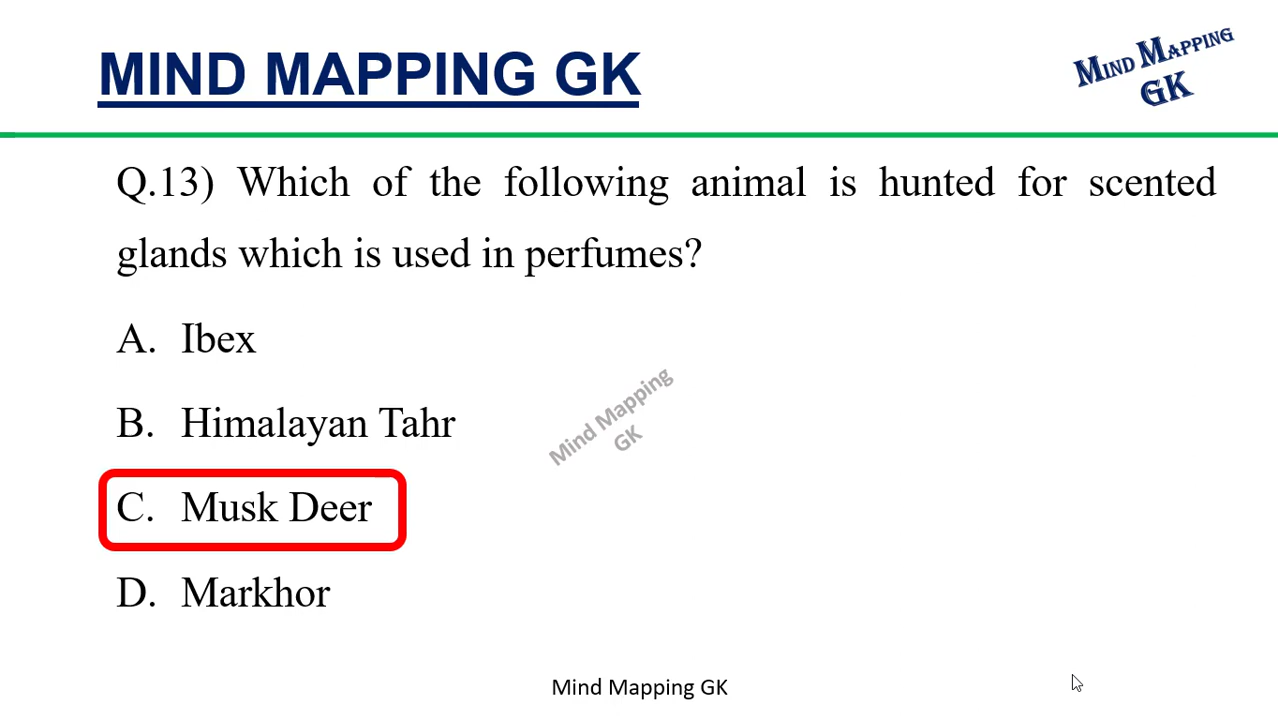 MIND MAPPING GK
MIND MAPPING
GK
Q.13) Which of the following animal is hunted for scented
glands which is used in perfumes?
A. Ibex
B. Himalayan Tahr
Mind Mapping
GK
C. Musk Deer
D. Markhor
Mind Mapping GK